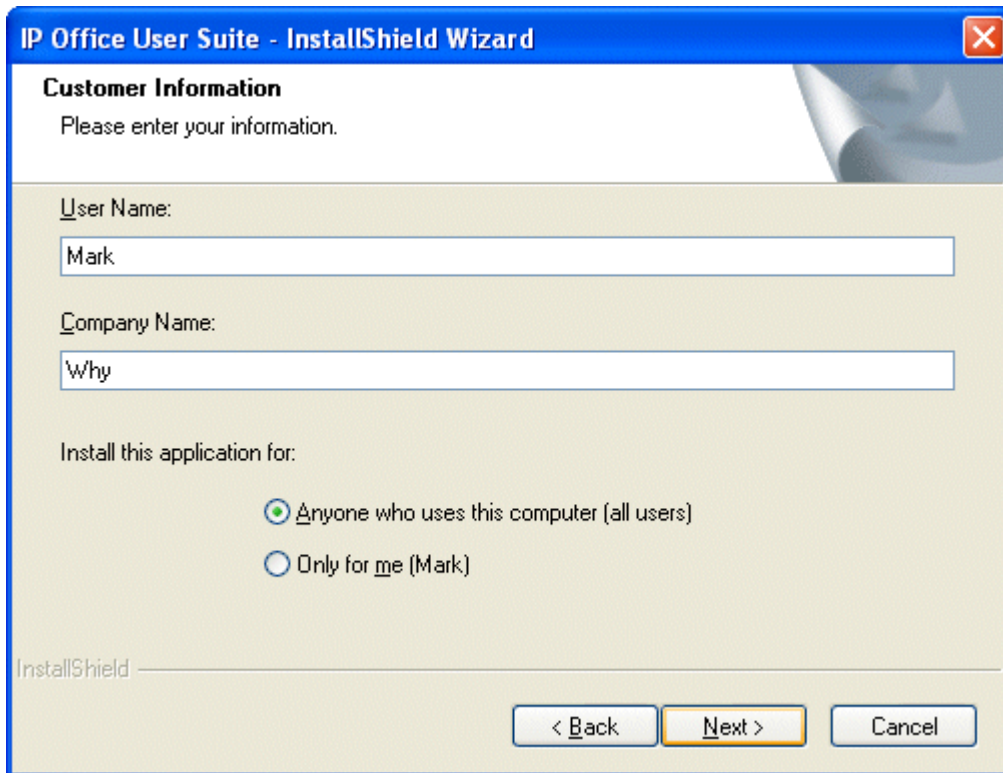 IP Office User Suite - InstallShield Wizard
Customer Information
Please enter your information.
User Name:
Mark
Company Name:
Why
Install this application for:
Anyone who uses this computer (all users)
Only for me (Mark)
InstallShield
< Back Next > Cancel